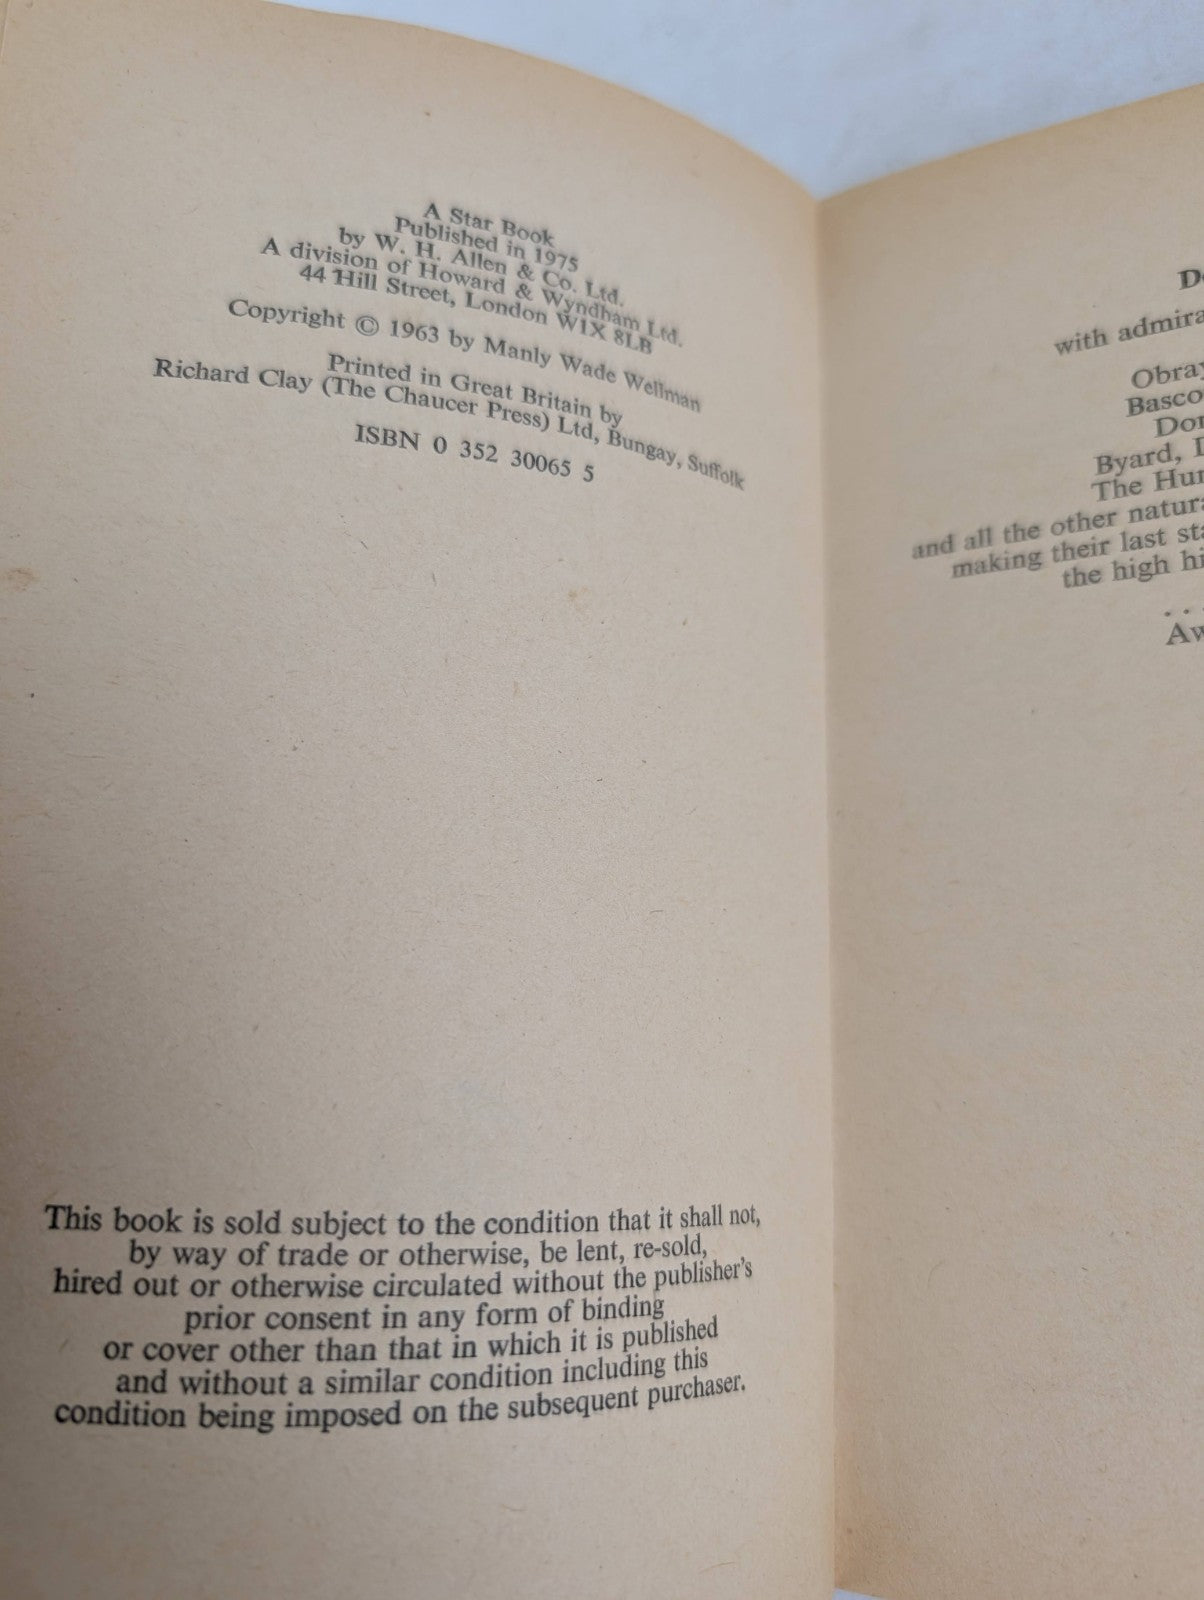 A Star Book
Published in 1975
by W. H. Allen & Co. Ltd.
A division of Howard & Wyndham Ltd.
44 Hill Street, London W1X 8LB
Copyright © 1963 by Manly Wade Wellman
Printed in Great Britain by
Richard Clay (The Chaucer Press) Ltd, Bungay, Suffolk
ISBN 0 352 30065 5
This book is sold subject to the condition that it shall not,
by way of trade or otherwise, be lent, re-sold,
hired out or otherwise circulated without the publisher's
prior consent in any form of binding
or cover other than that in which it is published
and without a similar condition including this
condition being imposed on the subsequent purchaser.
with
Byard,
The
and all the other
making their last
the high